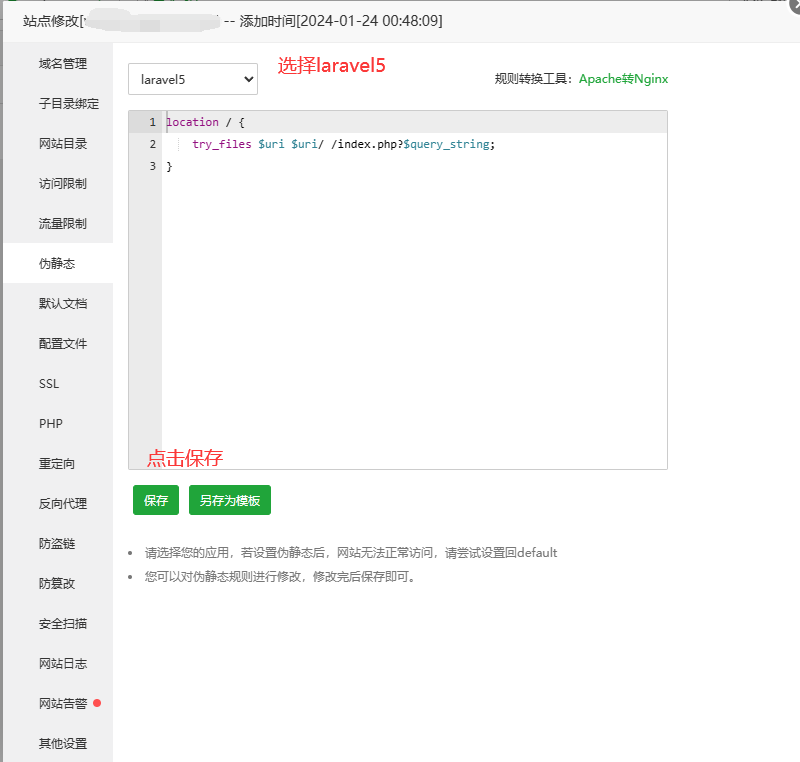 站点修改[ -- 添加时间[2024-01-24 00:48:09]
域名管理
子目录绑定
网站目录
访问限制
流量限制
伪静态
默认文档
配置文件
SSL
PHP
重定向
反向代理
防盗链
防篡改
安全扫描
网站日志
网站告警
其他设置
laravel5
选择laravel5
规则转换工具：Apache转Nginx
1 location / {
2 try_files $uri $uri/ /index.php?$query_string;
3 }
点击保存
保存 另存为模板
请选择您的应用，若设置伪静态后，网站无法正常访问，请尝试设置回default
您可以对伪静态规则进行修改，修改完后保存即可。